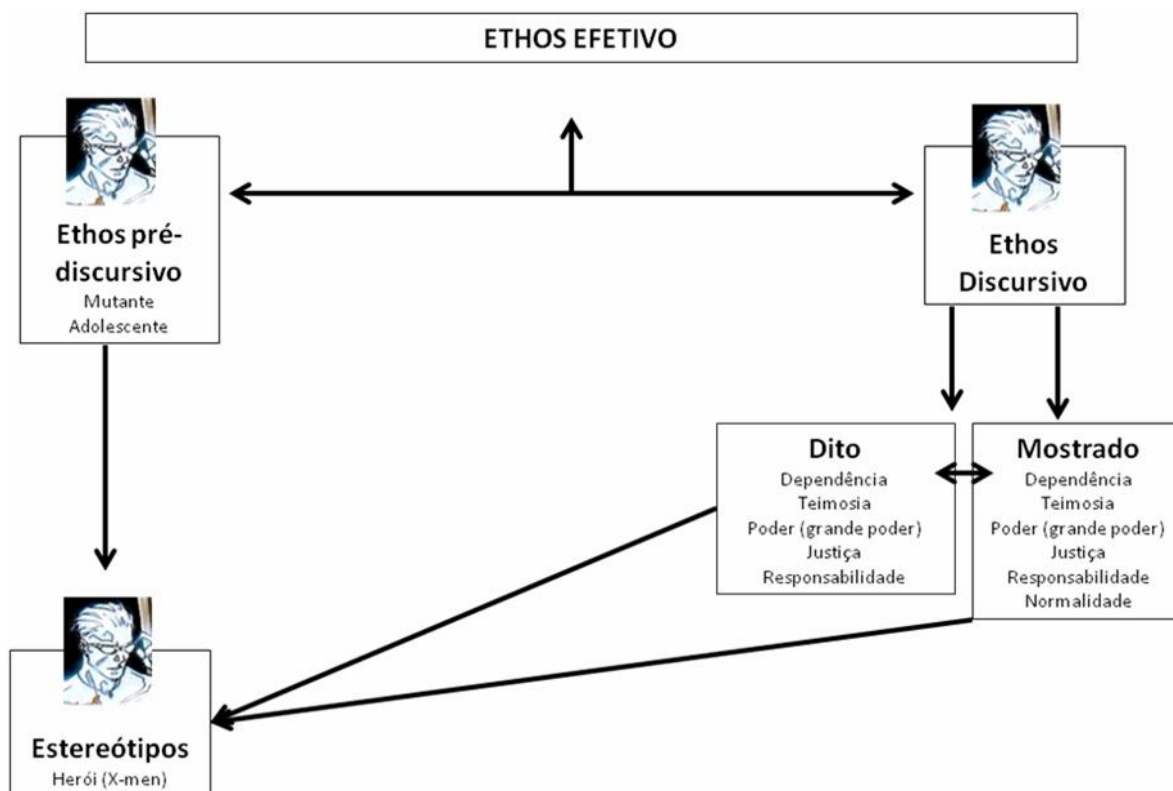 ETHOS EFETIVO
Ethos pré-
discursivo
Mutante
Adolescente
Ethos
Discursivo
Dito
Dependência
Teimosia
Poder (grande poder)
Justiça
Responsabilidade
Mostrado
Dependência
Teimosia
Poder (grande poder)
Justiça
Responsabilidade
Normalidade
Estereótipos
Herói (X-men)